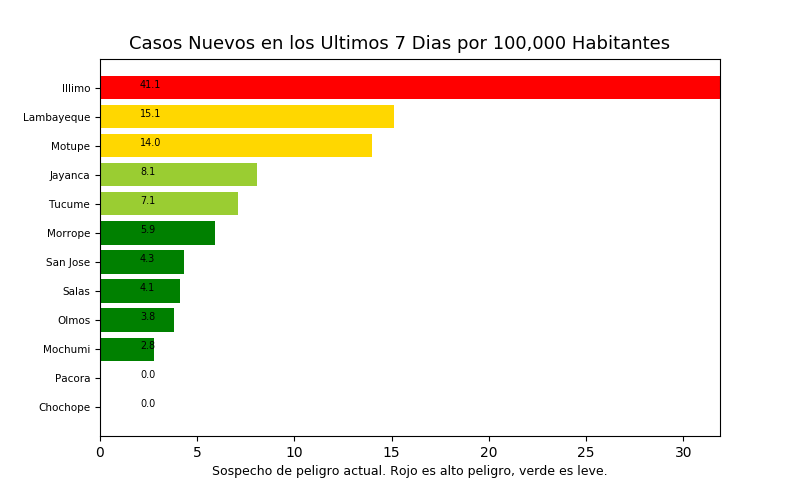 Casos Nuevos en los Ultimos 7 Dias por 100,000 Habitantes
Illimo 41.1
Lambayeque 15.1
Motupe 14.0
Jayanca 8.1
Tucume 7.1
Morrope 5.9
San Jose 4.3
Salas 4.1
Olmos 3.8
Mochumi 2.8
Pacora 0.0
Chochope 0.0
0 5 10 15 20 25 30
Sospecho de peligro actual. Rojo es alto peligro, verde es leve.